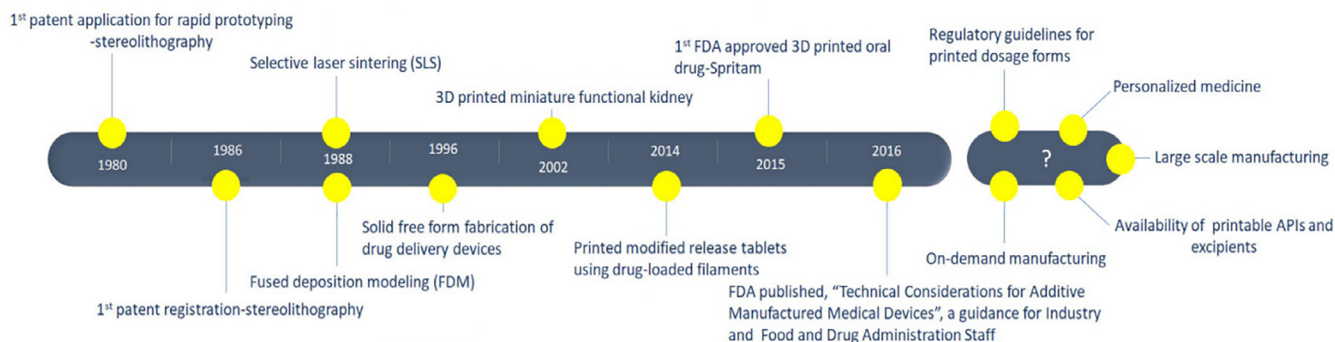 1st patent application for rapid prototyping
-stereolithography
Selective laser sintering (SLS)
3D printed miniature functional kidney
1st FDA approved 3D printed oral
drug-Spritam
Regulatory guidelines for
printed dosage forms
Personalized medicine
1980
1986
1988
1996
2002
2014
2015
2016
?
Large scale manufacturing
1st patent registration-stereolithography
Fused deposition modeling (FDM)
Solid free form fabrication of
drug delivery devices
Printed modified release tablets
using drug-loaded filaments
FDA published, “Technical Considerations for Additive
Manufactured Medical Devices”, a guidance for Industry
and Food and Drug Administration Staff
On-demand manufacturing
Availability of printable APIs and
excipients